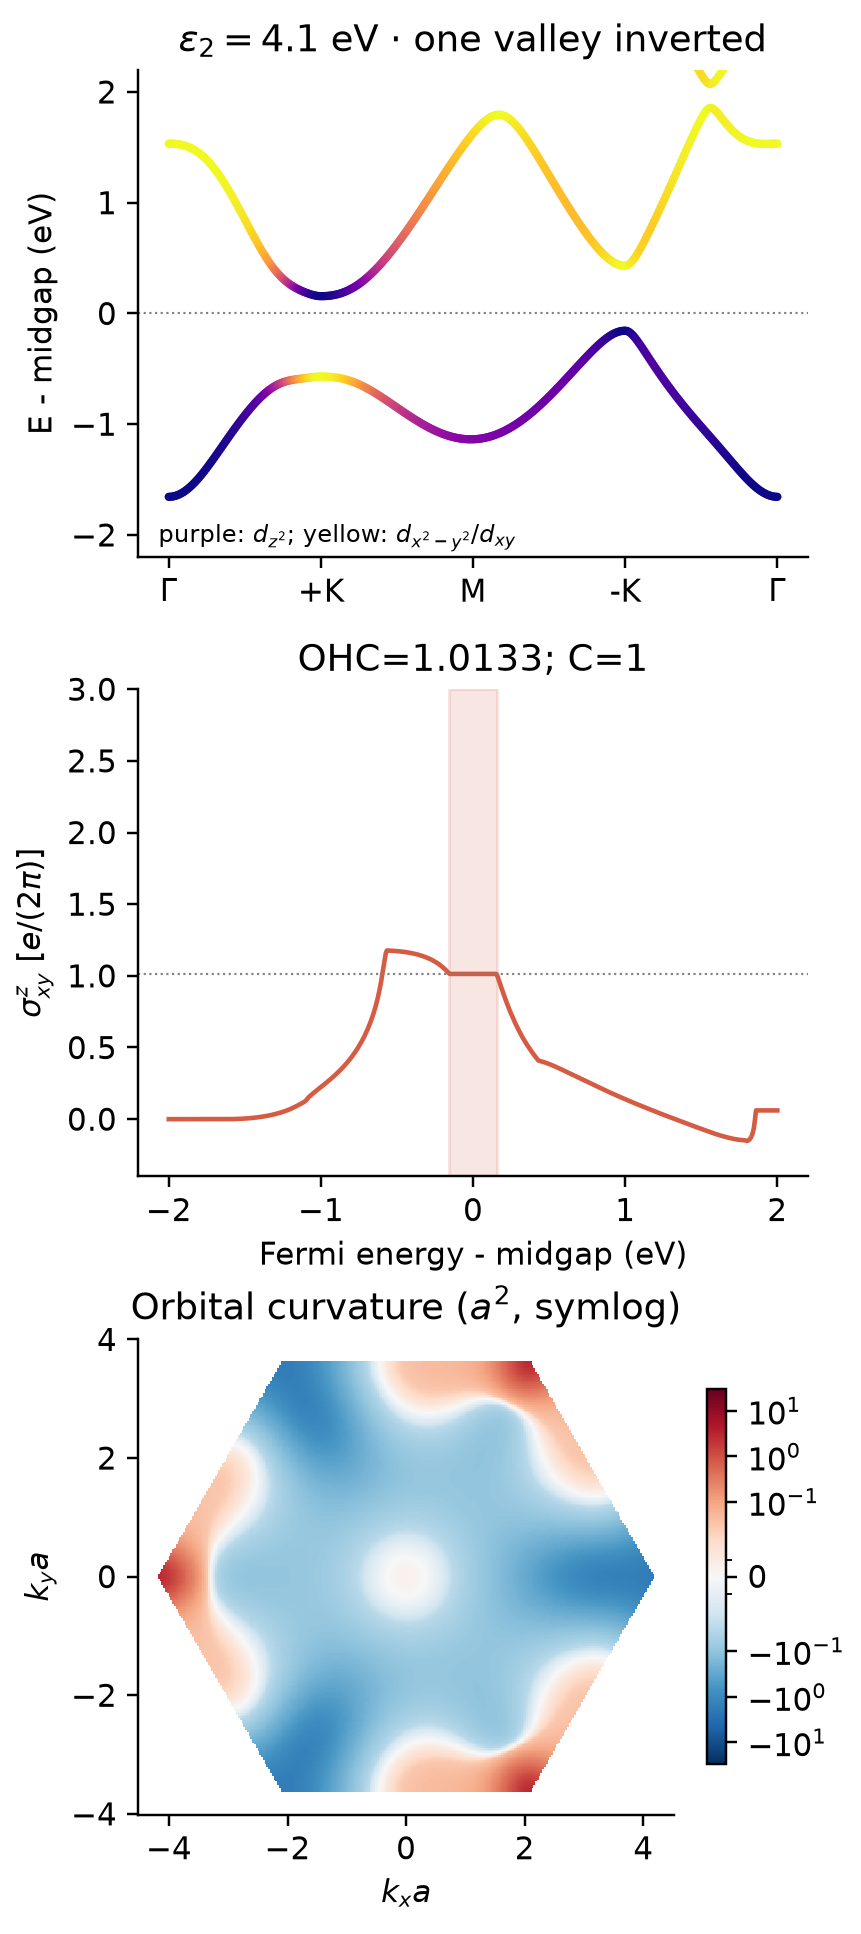 ε₂ = 4.1 eV · one valley inverted
E - midgap (eV)
2
1
0
−1
−2
purple: d_{z²}; yellow: d_{x²−y²}/d_{xy}
Γ +K M -K Γ
OHC=1.0133; C=1
σ^z_{xy} [e/(2π)]
3.0
2.5
2.0
1.5
1.0
0.5
0.0
−2 −1 0 1 2
Fermi energy - midgap (eV)
Orbital curvature (a², symlog)
k_y a
4
2
0
−2
−4
−4 −2 0 2 4
k_x a
10¹
10⁰
10⁻¹
0
−10⁻¹
−10⁰
−10¹